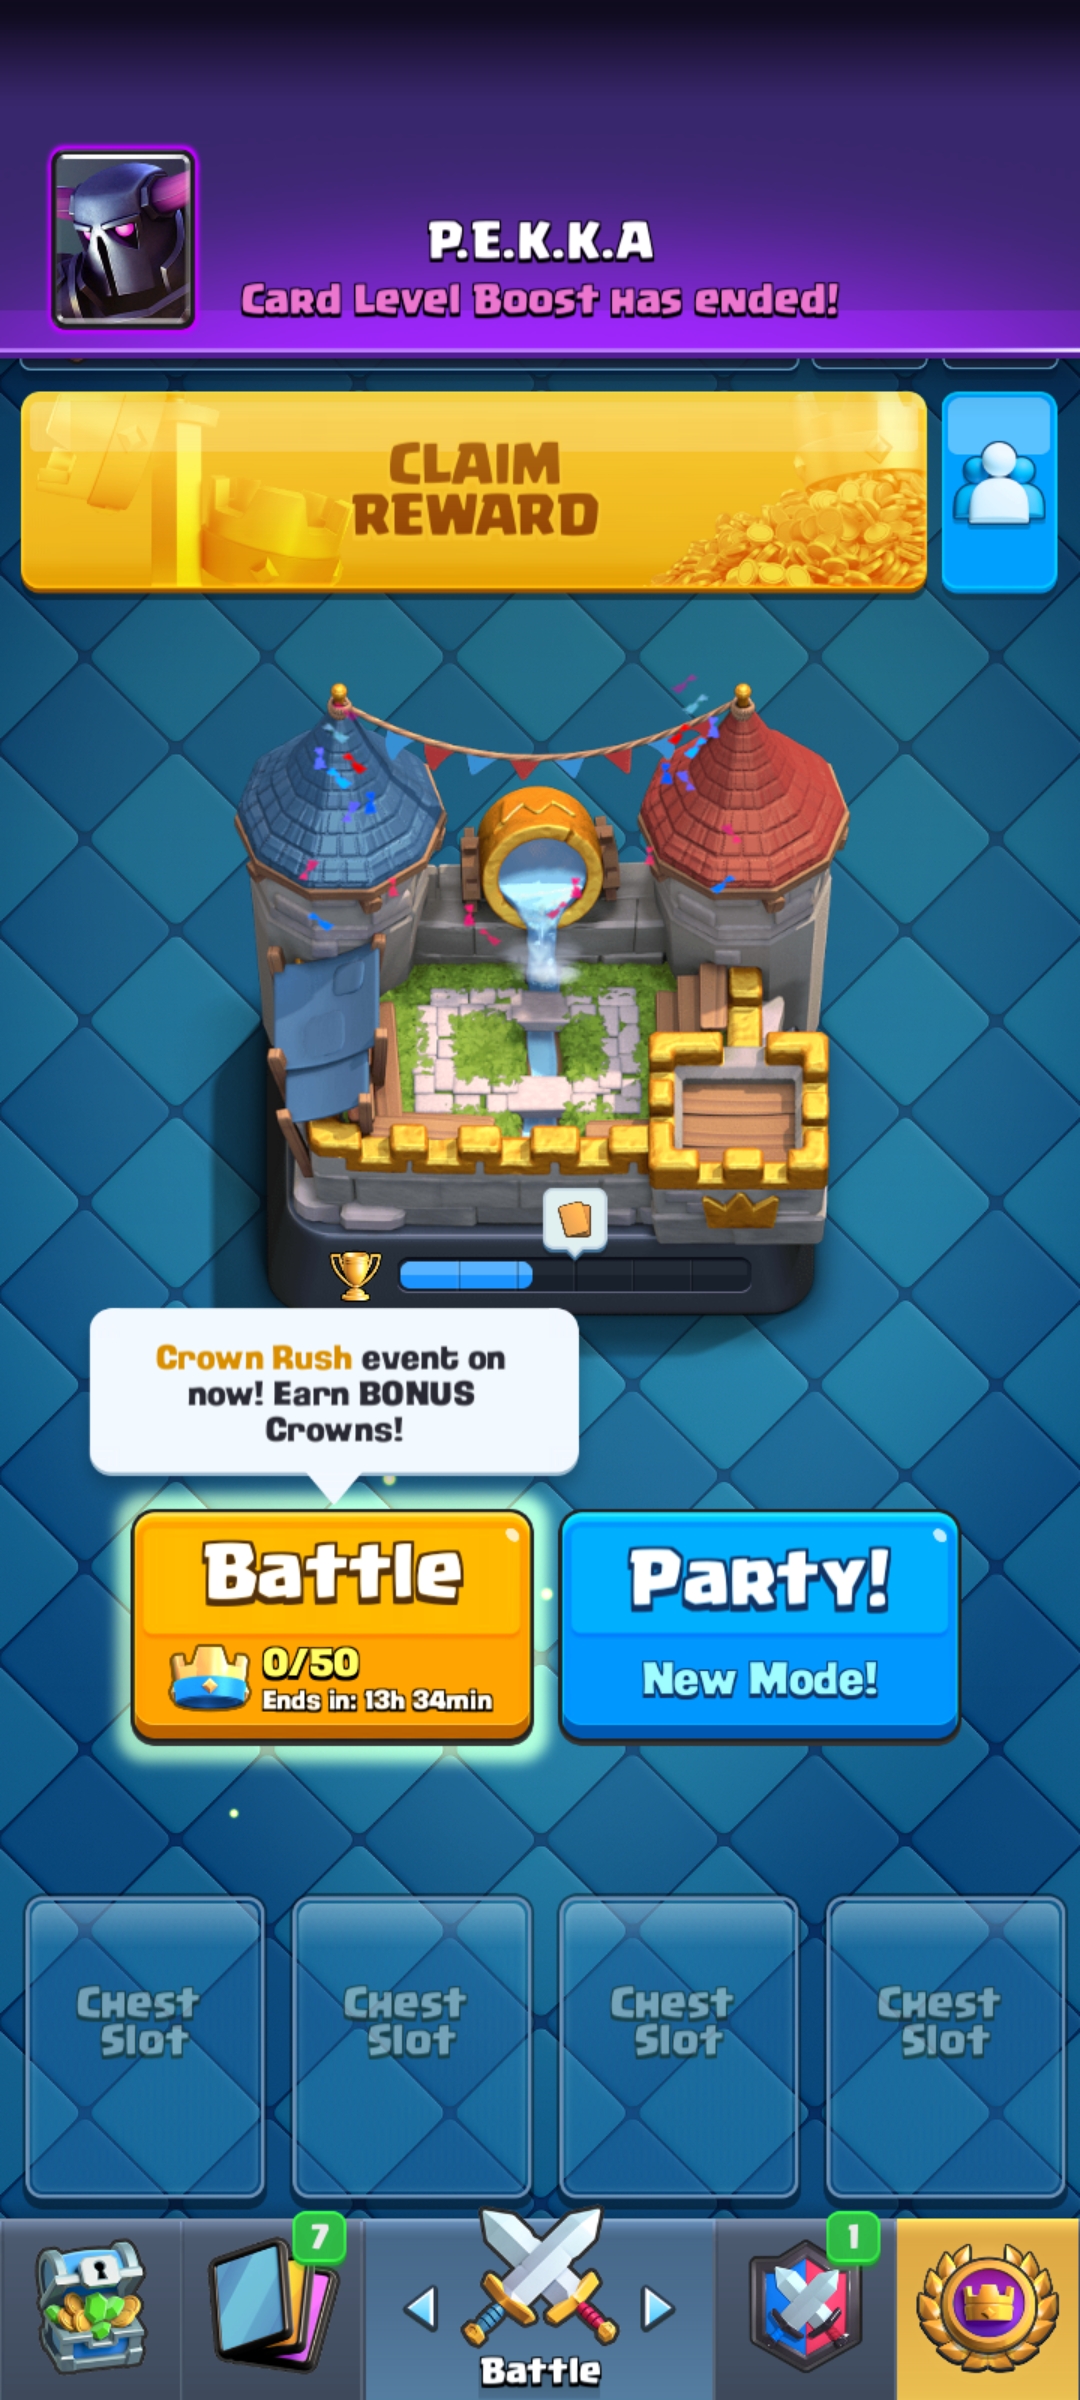 P.E.K.K.A
Card Level Boost has ended!
CLAIM
REWARD
Crown Rush event on
now! Earn BONUS
Crowns!
Battle
0/50
Ends in: 13h 34min
Party!
New Mode!
Chest
Slot
Chest
Slot
Chest
Slot
Chest
Slot
7
1
Battle